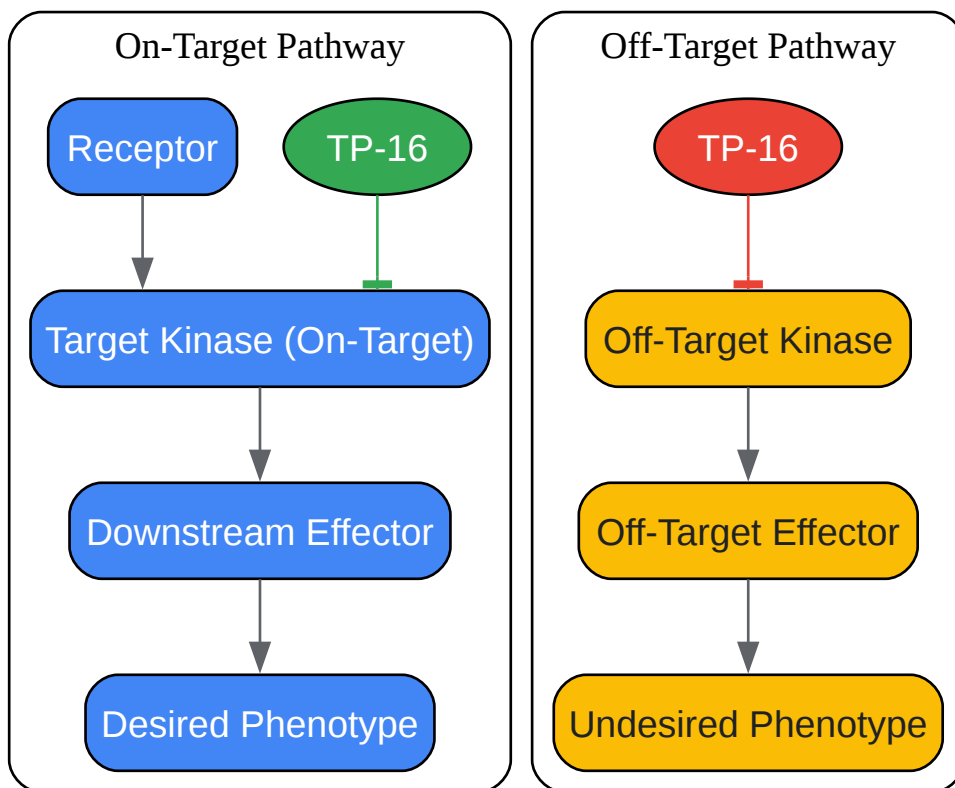 On-Target Pathway
Receptor
TP-16
Target Kinase (On-Target)
Downstream Effector
Desired Phenotype
Off-Target Pathway
TP-16
Off-Target Kinase
Off-Target Effector
Undesired Phenotype